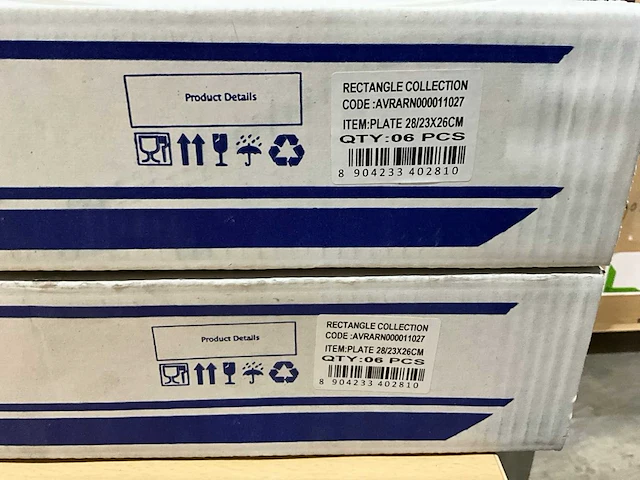 Product Details
RECTANGLE COLLECTION
CODE :AVRARN000011027
ITEM:PLATE 28/23X26CM
QTY:06 PCS
8 904233 402810
Product Details
RECTANGLE COLLECTION
CODE :AVRARN000011027
ITEM:PLATE 28/23X26CM
QTY:06 PCS
8 904233 402810